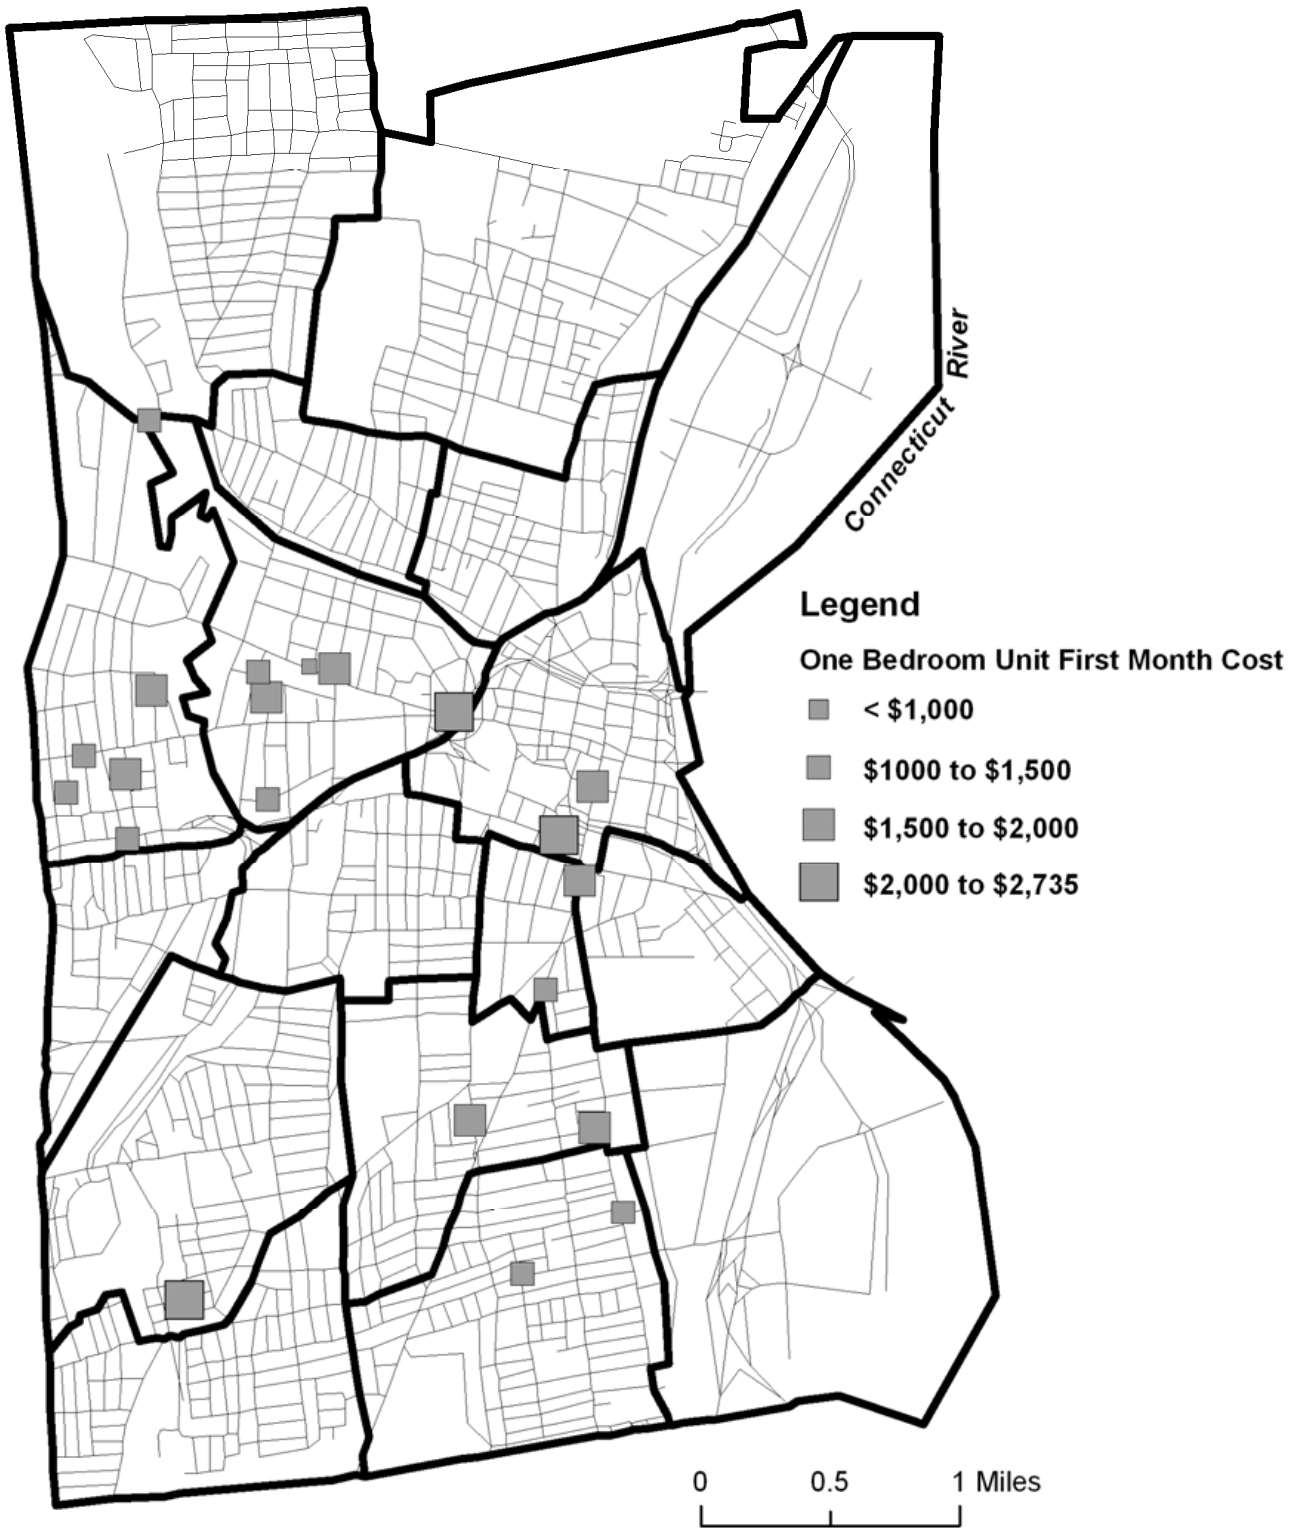 River
Connecticut
Legend
One Bedroom Unit First Month Cost
< $1,000
$1000 to $1,500
$1,500 to $2,000
$2,000 to $2,735
0 0.5 1 Miles